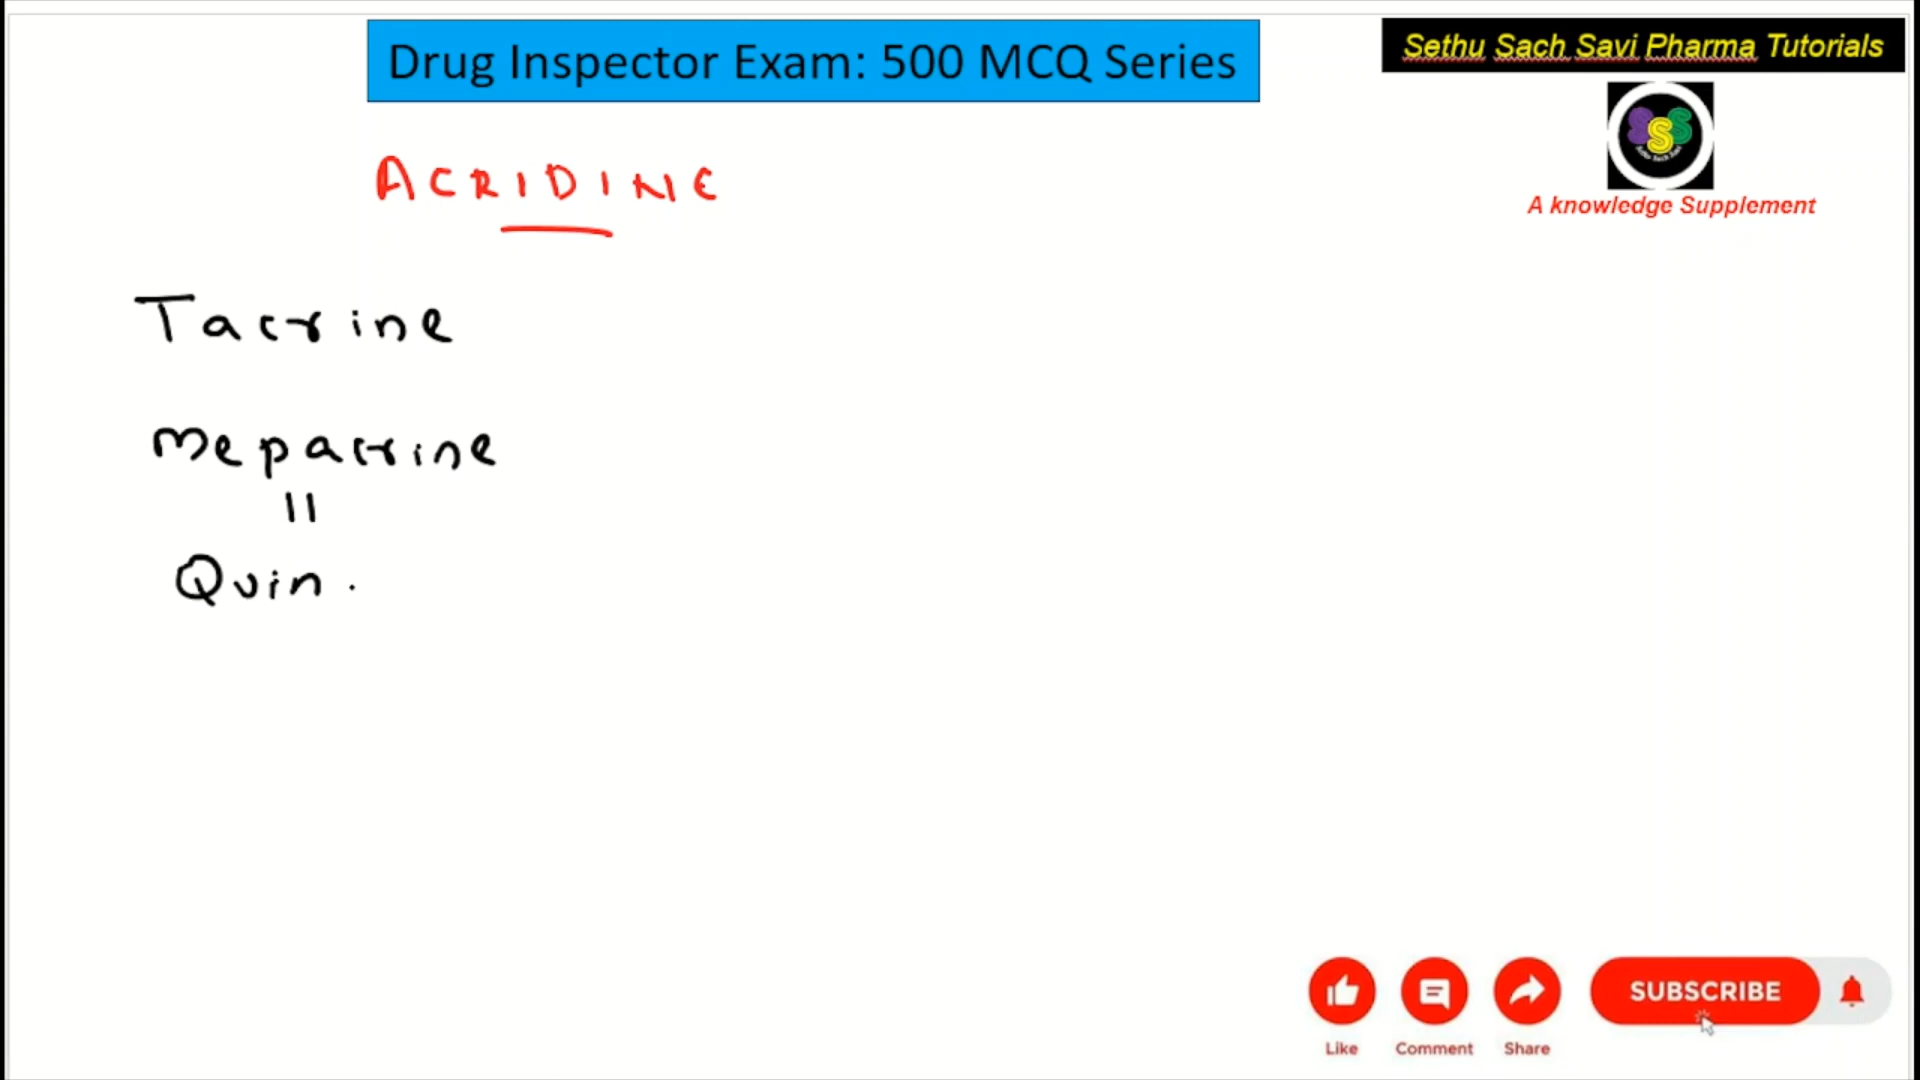 Drug Inspector Exam: 500 MCQ Series
Sethu Sach Savi Pharma Tutorials
SSS
A knowledge Supplement
ACRIDINE
Tacrine
Mepacrine
Quin
Like
Comment
Share
SUBSCRIBE